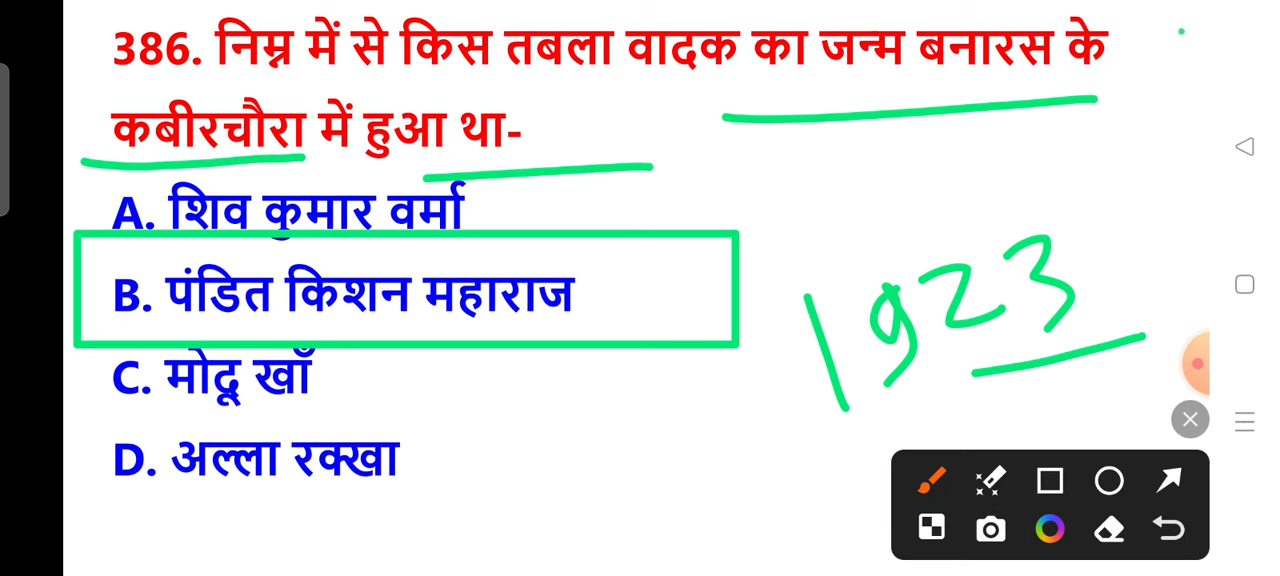 386. निम्न में से किस तबला वादक का जन्म बनारस के
कबीरचौरा में हुआ था-
A. शिव कुमार वर्मा
B. पंडित किशन महाराज
C. मोदू खाँ
D. अल्ला रक्खा
1923